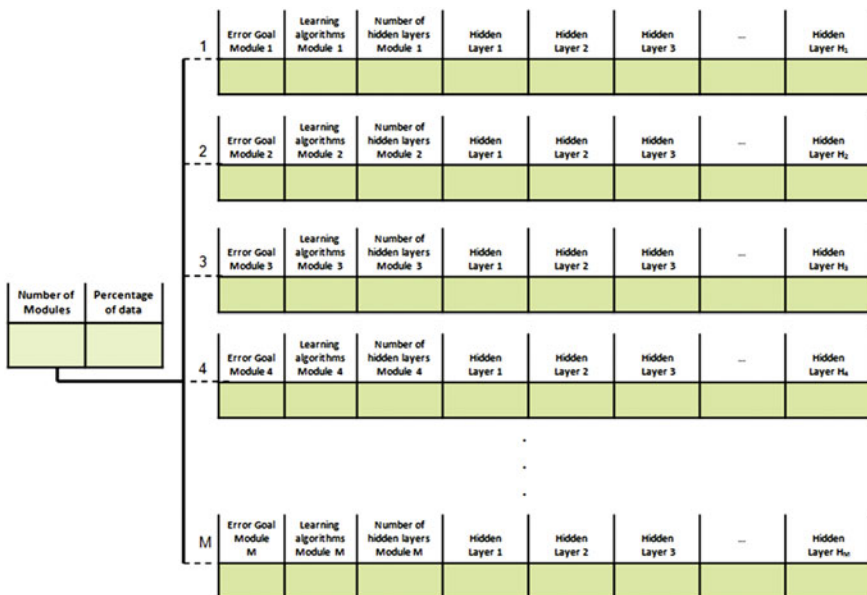 1
Error Goal
Module 1
Learning
algorithms
Module 1
Number of
hidden layers
Module 1
Hidden
Layer 1
Hidden
Layer 2
Hidden
Layer 3
...
Hidden
Layer H₁
2
Error Goal
Module 2
Learning
algorithms
Module 2
Number of
hidden layers
Module 2
Hidden
Layer 1
Hidden
Layer 2
Hidden
Layer 3
...
Hidden
Layer H₂
3
Error Goal
Module 3
Learning
algorithms
Module 3
Number of
hidden layers
Module 3
Hidden
Layer 1
Hidden
Layer 2
Hidden
Layer 3
...
Hidden
Layer H₃
Number of
Modules
Percentage
of data
4
Error Goal
Module 4
Learning
algorithms
Module 4
Number of
hidden layers
Module 4
Hidden
Layer 1
Hidden
Layer 2
Hidden
Layer 3
...
Hidden
Layer H₄
.
.
.
M
Error Goal
Module
M
Learning
algorithms
Module M
Number of
hidden layers
Module M
Hidden
Layer 1
Hidden
Layer 2
Hidden
Layer 3
...
Hidden
Layer Hₘ